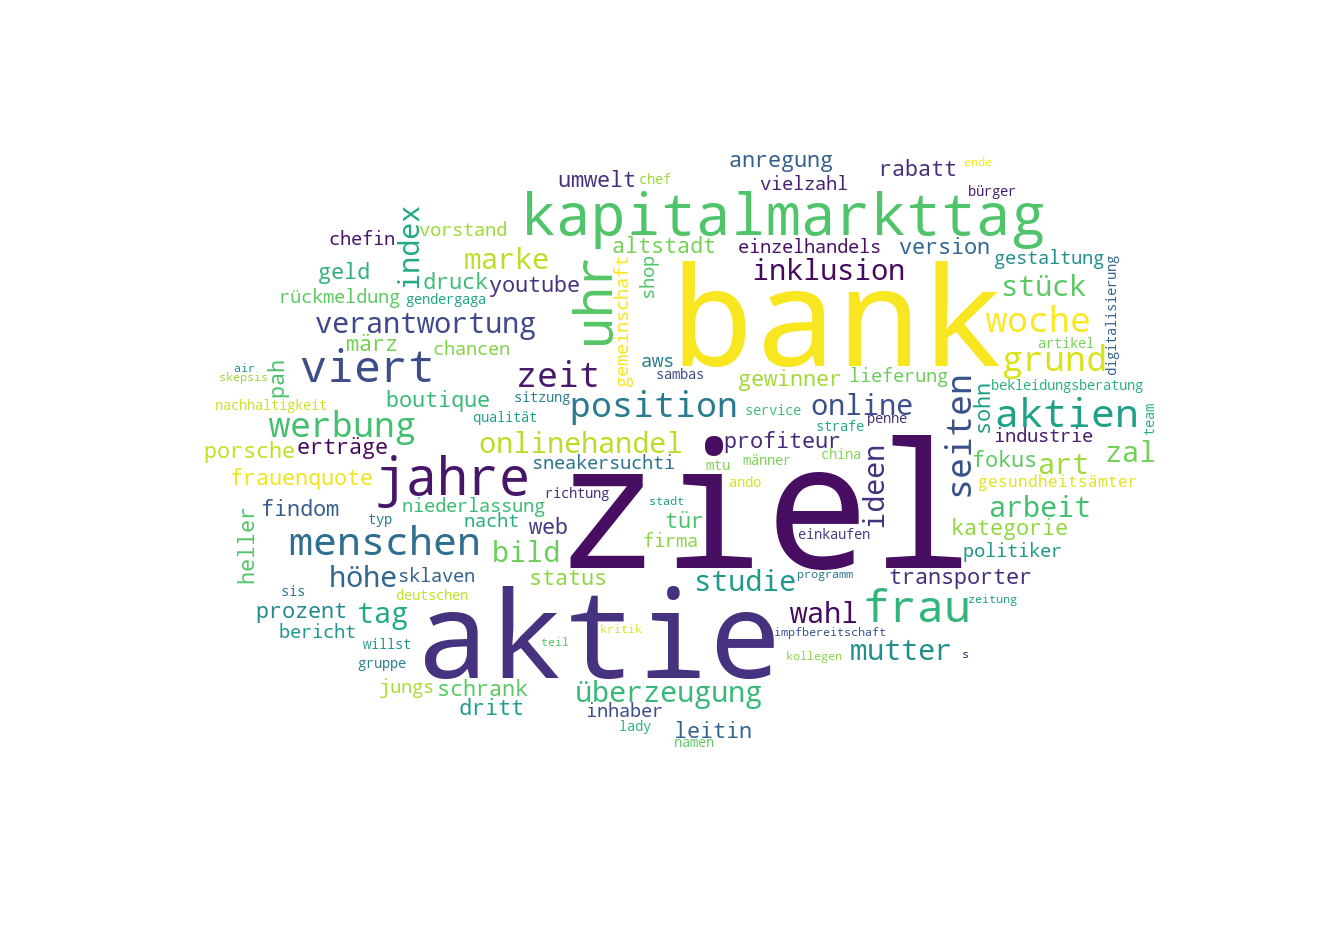 anregung
rabatt
ende
umwelt
chef
vielzahl
bürger
kapitalmarkttag
index
vorstand
chefin
altstadt
einzelhandels
version
marke
gestaltung
geld
druck
youtube
uhr
gemeinschaft
shop
bank
inklusion
stück
digitalisierung
rückmeldung
gendergaga
verantwortung
woche
märz
chancen
artikel
grund
air
skepsis
pah
viert
zeit
aws
sambas
gewinner
lieferung
seiten
sohn
bekleidungsberatung
nachhaltigkeit
boutique
sitzung
position
service
online
penne
aktien
team
werbung
qualität
strafe
porsche
erträge
onlinehandel
profiteur
industrie
zal
frauenquote
jahre
sneakersuchti
mtu
männer
china
ideen
fokus
art
gesundheitsämter
ando
richtung
ziel
heller
findom
typ
niederlassung
nacht
web
stadt
tür
arbeit
kategorie
menschen
bild
firma
einkaufen
politiker
höhe
sklaven
status
studie
programm
transporter
sis
deutschen
prozent
tag
aktie
wahl
frau
zeitung
bericht
willst
teil
kritik
impfbereitschaft
gruppe
kollegen
mutter
s
jungs
schrank
überzeugung
dritt
inhaber
lady
leitin
namen